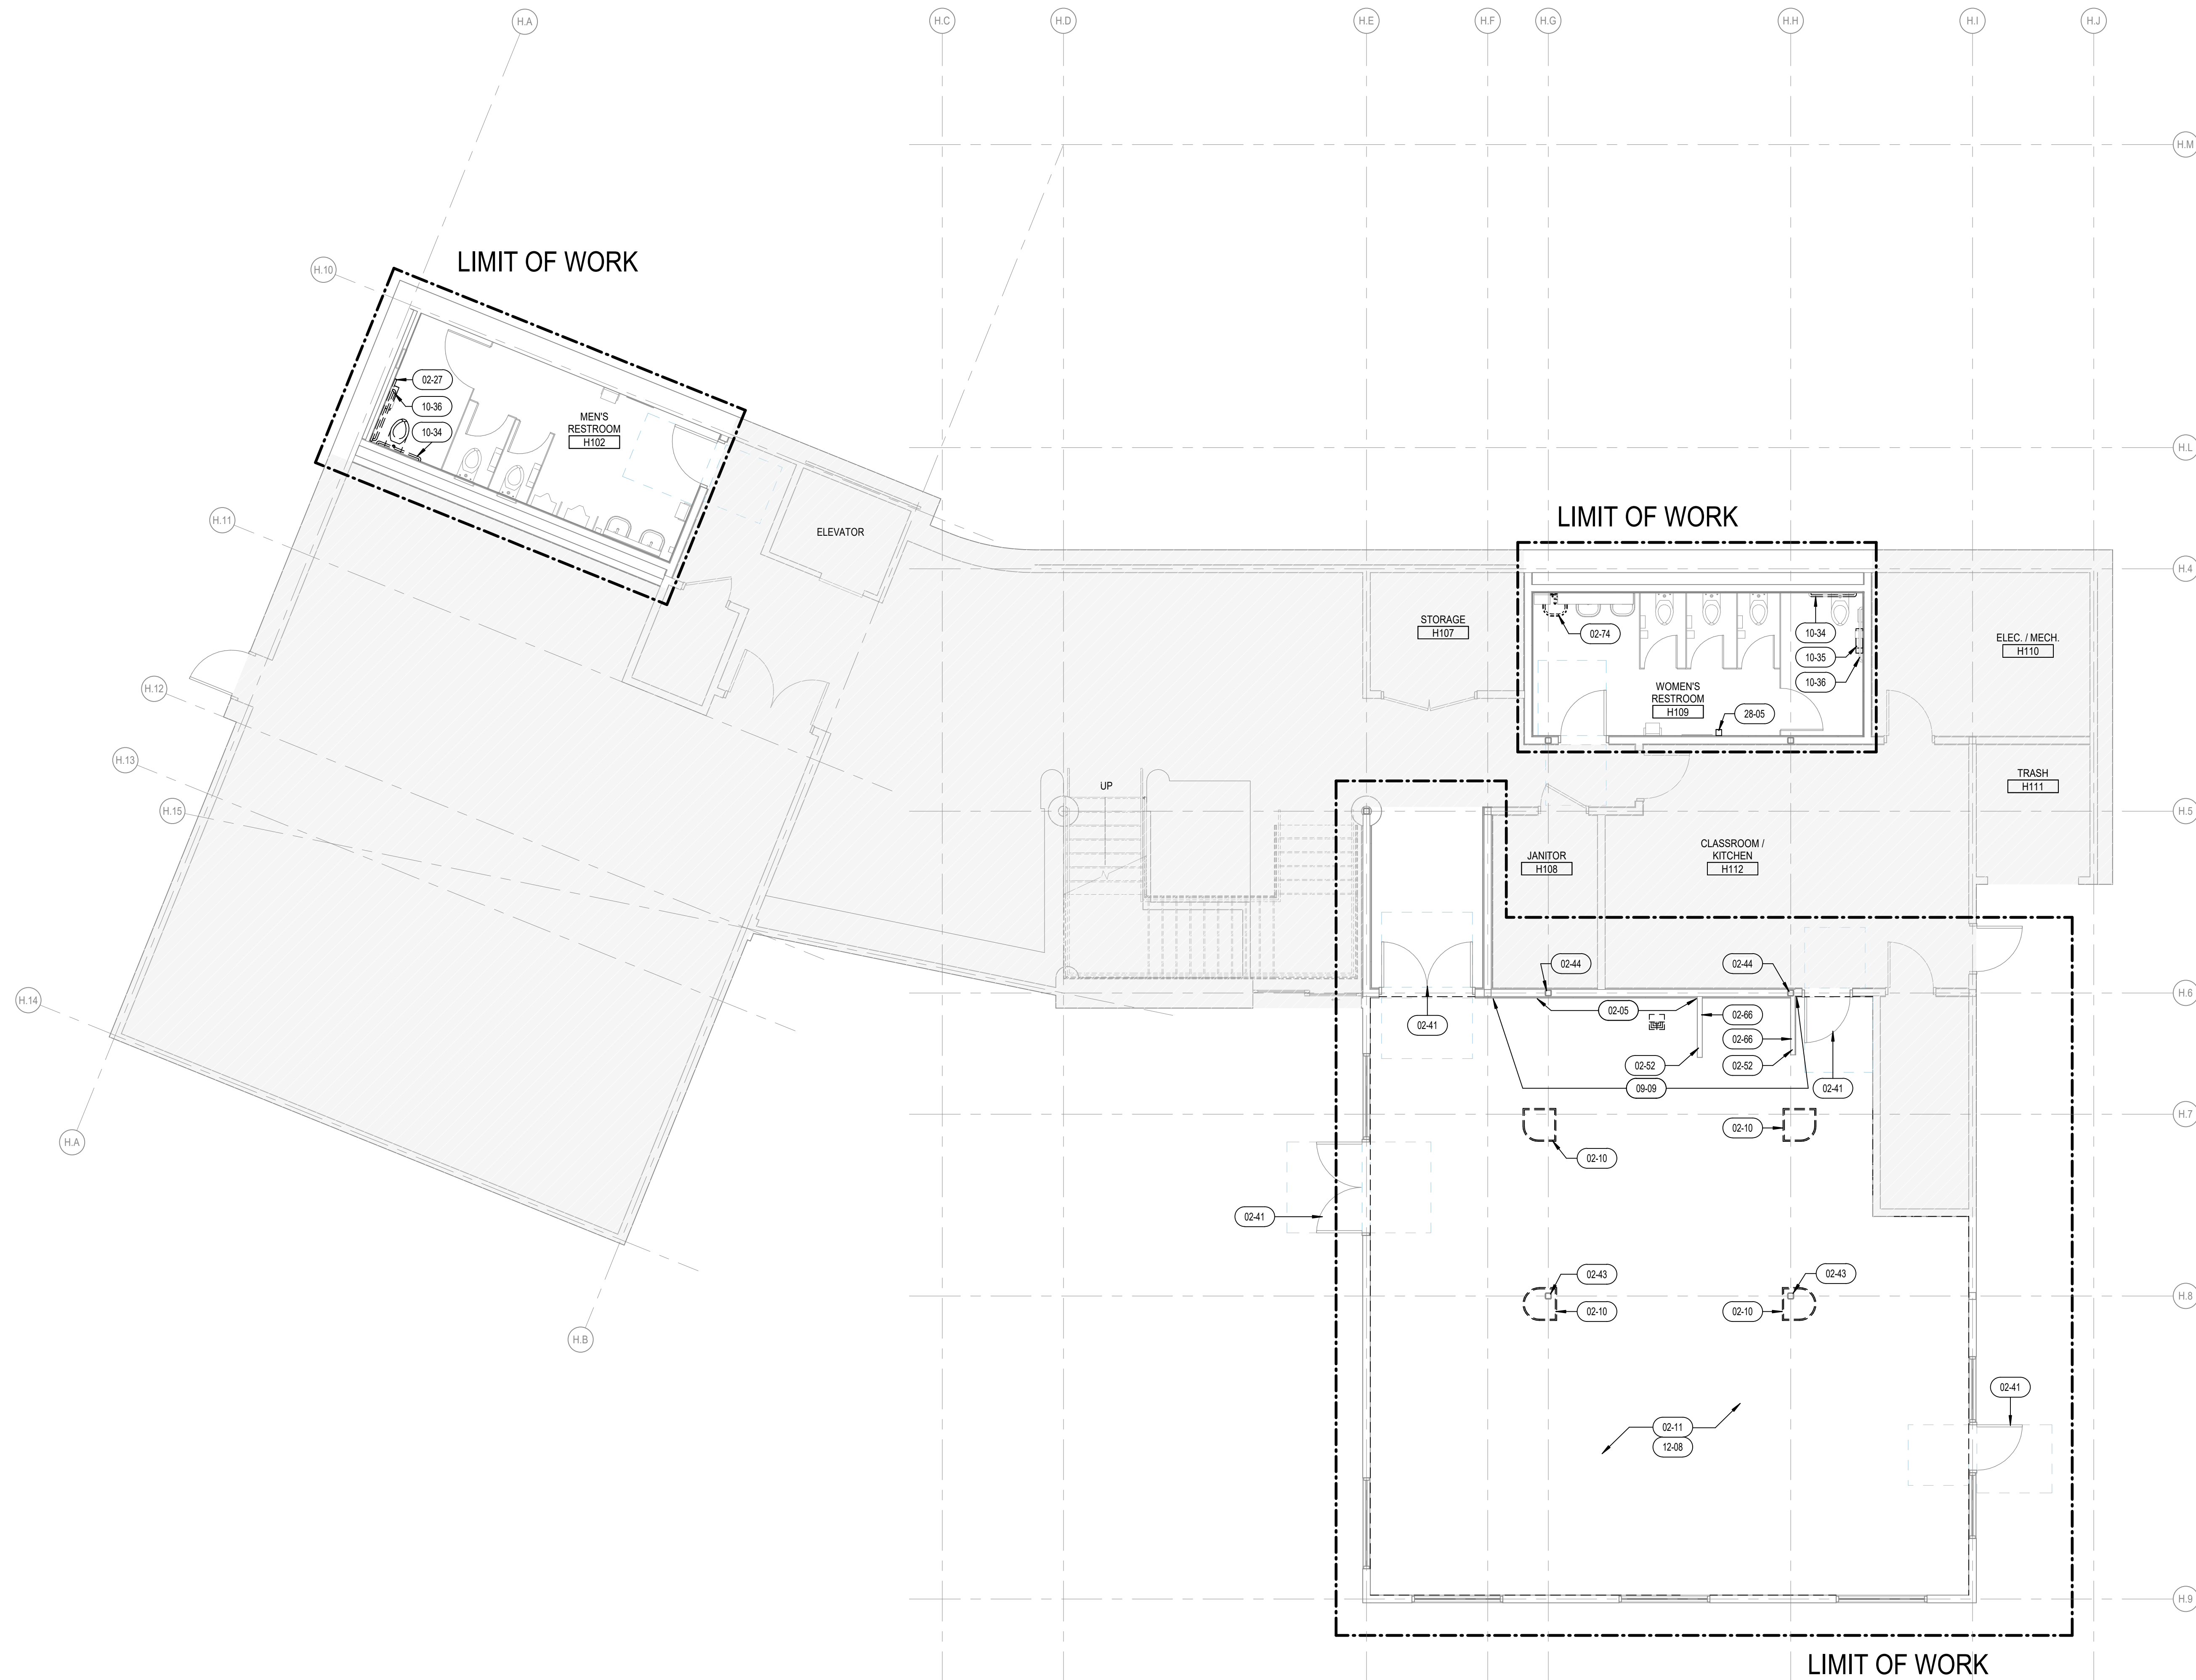 H.A
H.C
H.D
H.E
H.F
H.G
H.H
H.I
H.J
H.M
LIMIT OF WORK
H.10
02-27
10-36
10-34
MEN'S
RESTROOM
H102
H.L
LIMIT OF WORK
H.11
ELEVATOR
H.4
STORAGE
H107
02-74
10-34
10-35
10-36
ELEC. / MECH.
H110
WOMEN'S
RESTROOM
H109
28-05
H.12
H.13
H.15
UP
TRASH
H111
H.5
JANITOR
H108
CLASSROOM /
KITCHEN
H112
02-44
02-44
H.14
H.6
02-41
02-05
02-66
02-66
02-52
02-52
09-09
02-41
H.A
H.7
02-10
02-10
02-41
02-43
02-43
H.8
02-10
02-10
H.B
02-41
02-11
12-08
H.9
LIMIT OF WORK